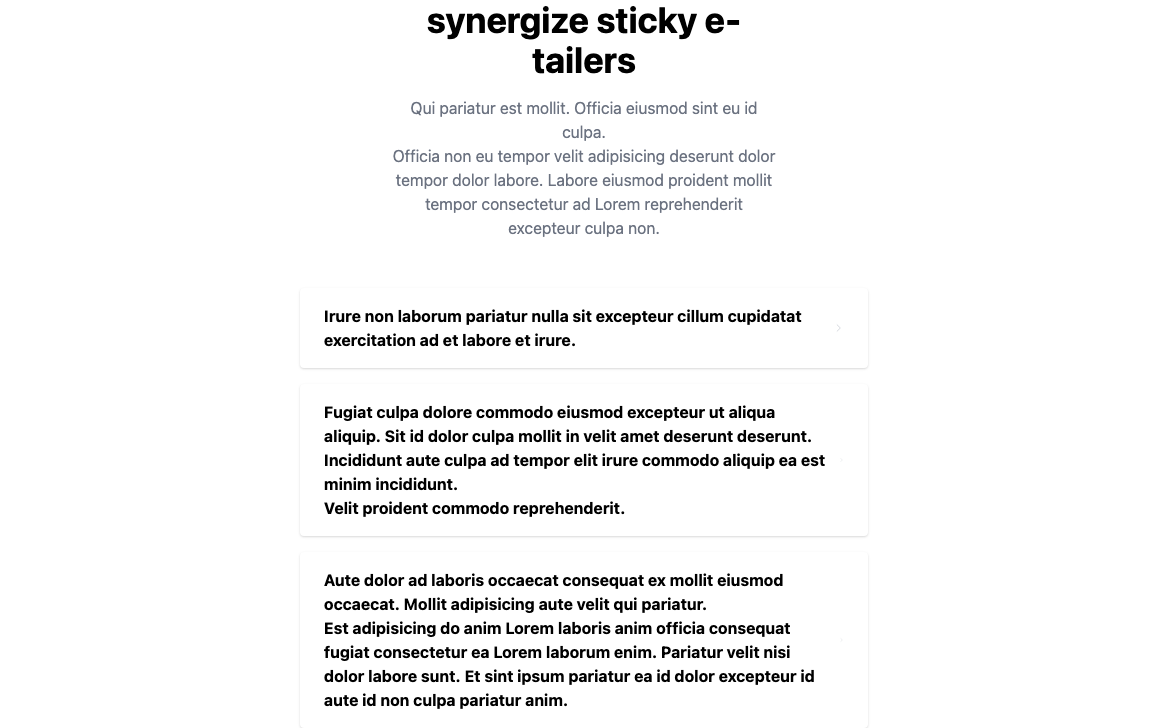 synergize sticky e-
tailers
Qui pariatur est mollit. Officia eiusmod sint eu id
culpa.
Officia non eu tempor velit adipisicing deserunt dolor
tempor dolor labore. Labore eiusmod proident mollit
tempor consectetur ad Lorem reprehenderit
excepteur culpa non.
Irure non laborum pariatur nulla sit excepteur cillum cupidatat
exercitation ad et labore et irure.
Fugiat culpa dolore commodo eiusmod excepteur ut aliqua
aliquip. Sit id dolor culpa mollit in velit amet deserunt deserunt.
Incididunt aute culpa ad tempor elit irure commodo aliquip ea est
minim incididunt.
Velit proident commodo reprehenderit.
Aute dolor ad laboris occaecat consequat ex mollit eiusmod
occaecat. Mollit adipisicing aute velit qui pariatur.
Est adipisicing do anim Lorem laboris anim officia consequat
fugiat consectetur ea Lorem laborum enim. Pariatur velit nisi
dolor labore sunt. Et sint ipsum pariatur ea id dolor excepteur id
aute id non culpa pariatur anim.